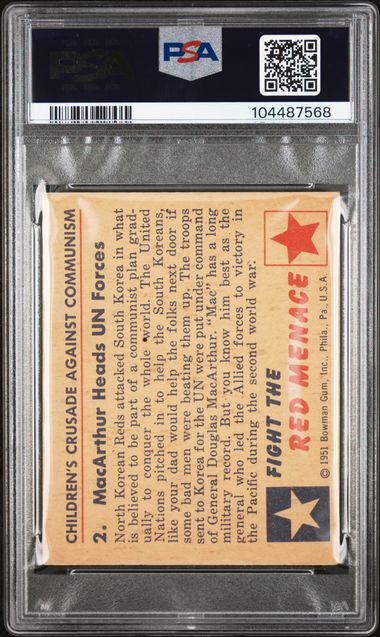 PSA
PSA
104487568
CHILDREN'S CRUSADE AGAINST COMMUNISM
2. MacArthur Heads UN Forces
North Korean Reds attacked South Korea in what
is believed to be part of a communist plan grad-
ually to conquer the whole world. The United
Nations pitched in to help the South Koreans,
like your dad would help the folks next door if
some bad men were beating them up. The troops
sent to Korea for the UN were put under command
of General Douglas MacArthur. "Mac" has a long
military record. But you know him best as the
general who led the Allied forces to victory in
the Pacific during the second world war.
FIGHT THE
RED MENACE
© 1951 Bowman Gum, Inc., Phila., Pa., U.S.A.